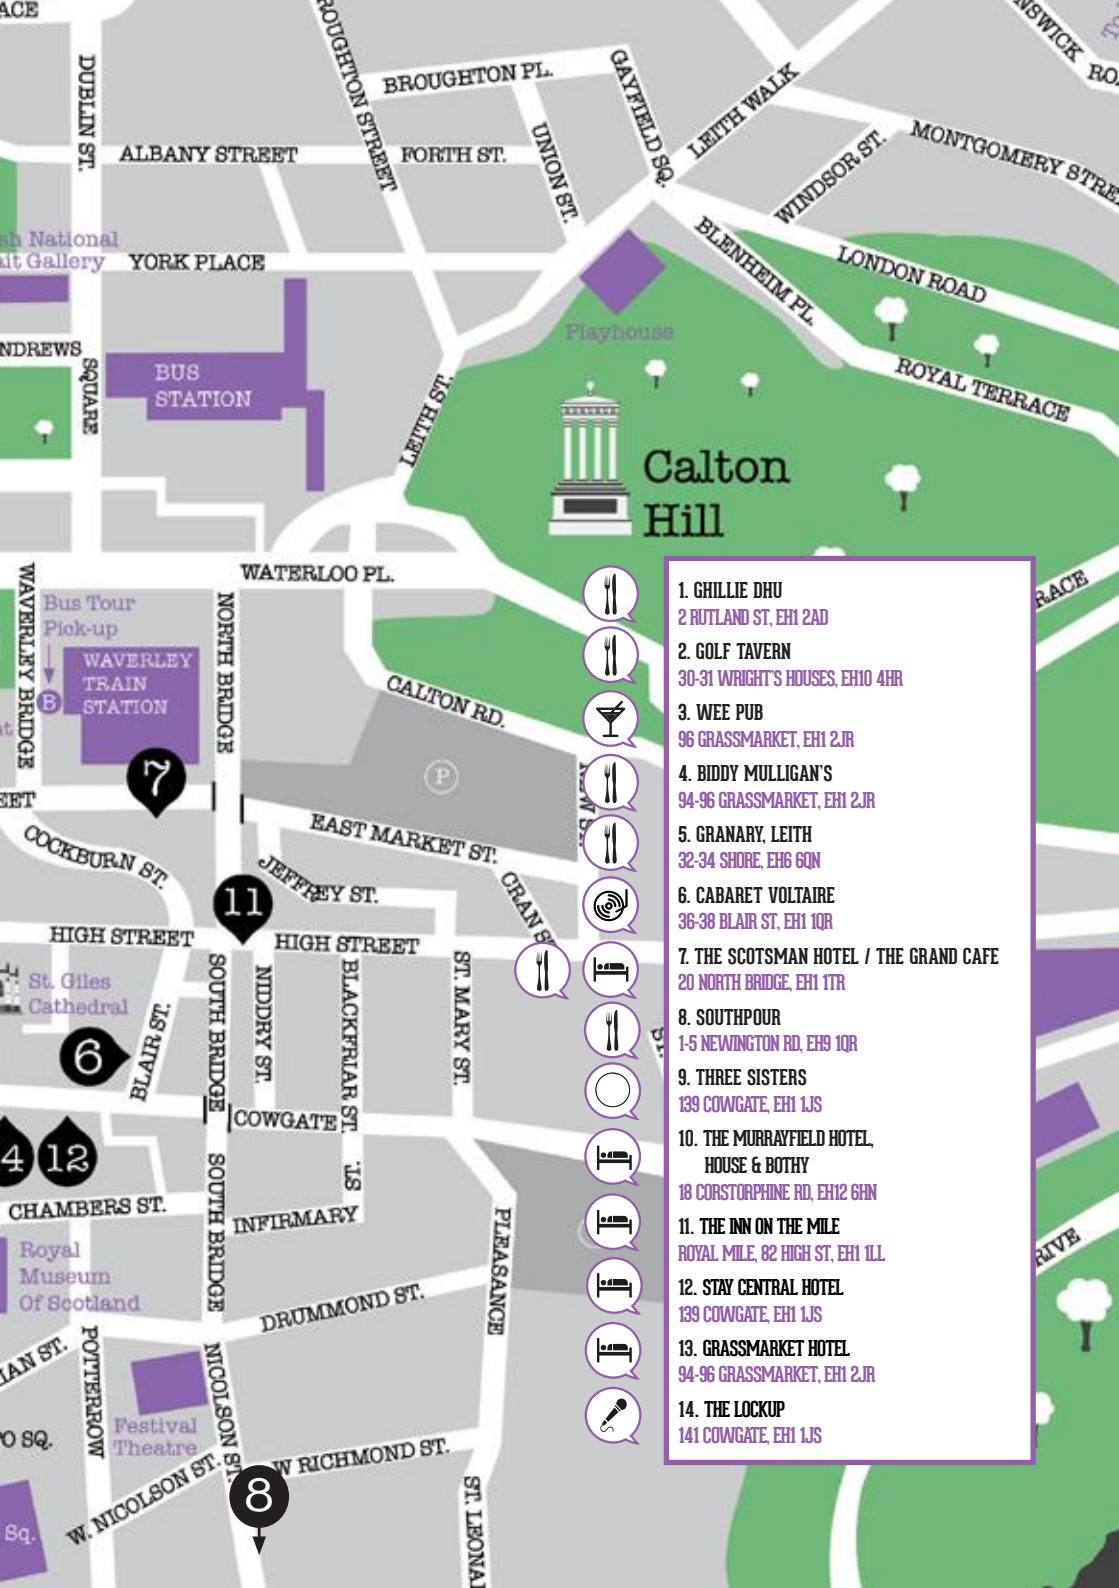 ACE
DUBLIN ST.
BROUGHTON PL.
GAYFIELD SQ.
LEITH WALK
ALBANY STREET
FORTH ST.
UNION ST.
WINDSOR ST.
YORK PLACE
BLENHEIM PL.
LONDON ROAD
Playhouse
SQUARE
BUS
STATION
LEITH ST.
ROYAL TERRACE
Calton
Hill
WATERLOO PL.
WAVERLEY BRIDGE
Bus Tour
Pick-up
B
WAVERLEY
TRAIN
STATION
NORTH BRIDGE
CALTON RD.
P
7
COCKBURN ST.
EAST MARKET ST.
JEFFREY ST.
11
HIGH STREET
HIGH STREET
St. Giles
Cathedral
BLAIR ST.
6
SOUTH BRIDGE
NIDDRY ST.
BLACKFRIAR ST.
ST. MARY ST.
COWGATE
4
12
CHAMBERS ST.
SOUTH BRIDGE
INFIRMARY
ST.
PLEASANCE
Royal
Museum
Of Scotland
DRUMMOND ST.
POTTERROW
NICOLSON ST.
Festival
Theatre
W RICHMOND ST.
W. NICOLSON ST.
8
Sq.
1. GHILLIE DHU
2 RUTLAND ST, EH1 2AD
2. GOLF TAVERN
30-31 WRIGHT'S HOUSES, EH10 4HR
3. WEE PUB
96 GRASSMARKET, EH1 2JR
4. BIDDY MULLIGAN'S
94-96 GRASSMARKET, EH1 2JR
5. GRANARY, LEITH
32-34 SHORE, EH6 6QN
6. CABARET VOLTAIRE
36-38 BLAIR ST, EH1 1QR
7. THE SCOTSMAN HOTEL / THE GRAND CAFE
20 NORTH BRIDGE, EH1 1TR
8. SOUTHPOUR
1-5 NEWINGTON RD, EH9 1QR
9. THREE SISTERS
139 COWGATE, EH1 1JS
10. THE MURRAYFIELD HOTEL,
HOUSE & BOTHY
18 CORSTORPHINE RD, EH12 6HN
11. THE INN ON THE MILE
ROYAL MILE, 82 HIGH ST, EH1 1LL
12. STAY CENTRAL HOTEL
139 COWGATE, EH1 1JS
13. GRASSMARKET HOTEL
94-96 GRASSMARKET, EH1 2JR
14. THE LOCKUP
141 COWGATE, EH1 1JS